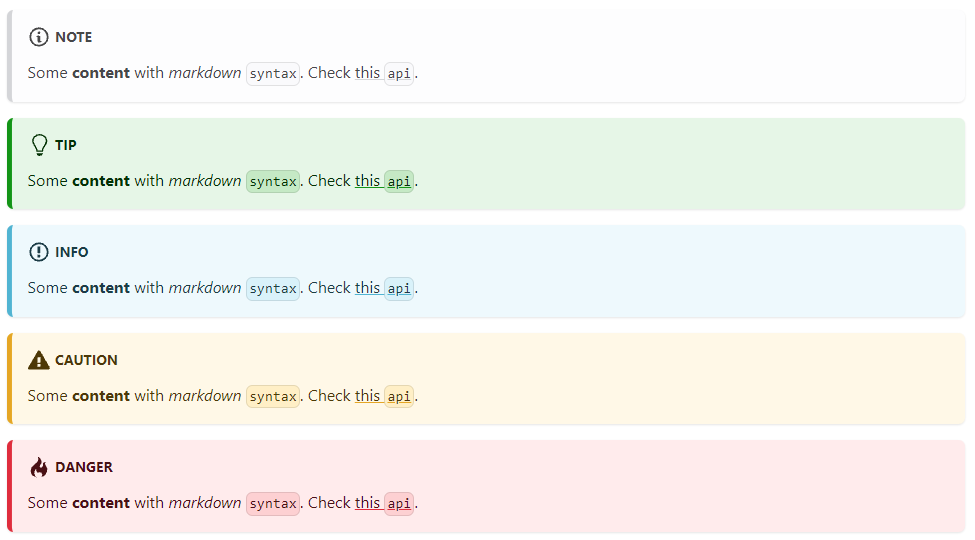 NOTE
Some content with markdown syntax. Check this api.
TIP
Some content with markdown syntax. Check this api.
INFO
Some content with markdown syntax. Check this api.
CAUTION
Some content with markdown syntax. Check this api.
DANGER
Some content with markdown syntax. Check this api.